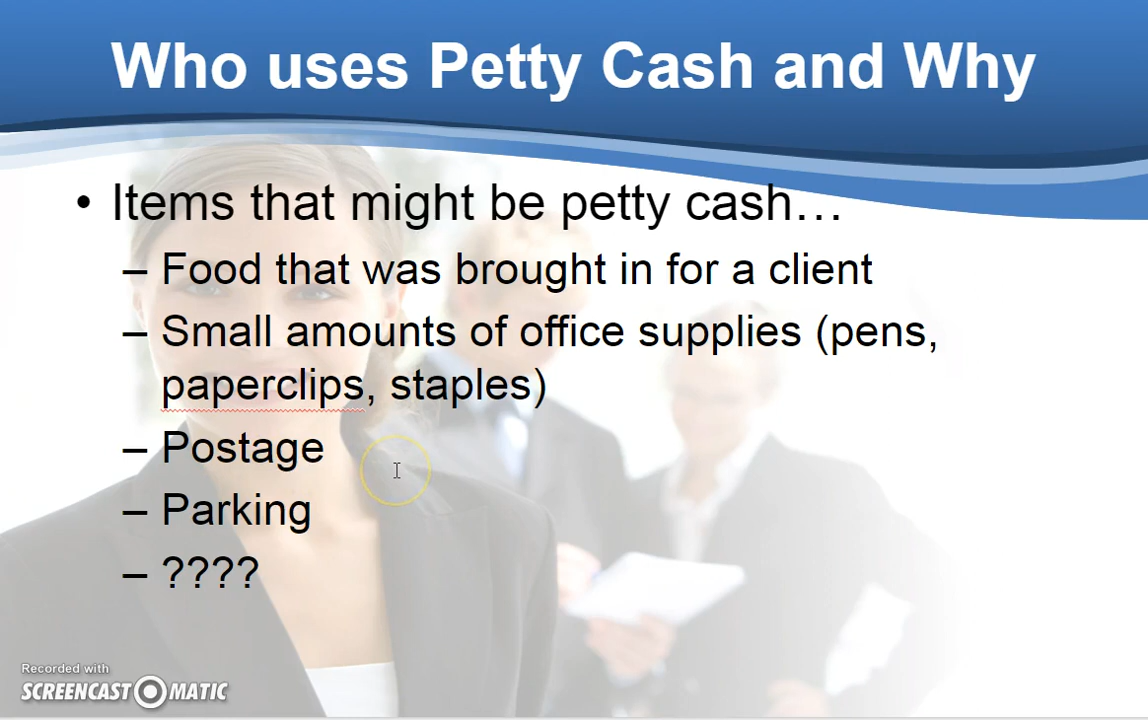 Who uses Petty Cash and Why
• Items that might be petty cash…
– Food that was brought in for a client
– Small amounts of office supplies (pens,
paperclips, staples)
– Postage
– Parking
– ????
Recorded with
SCREENCAST MATIC